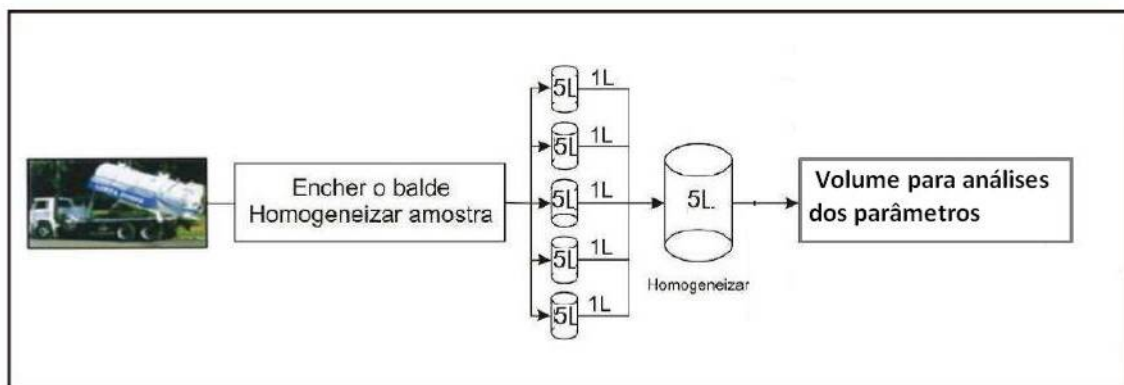 Encher o balde
Homogeneizar amostra
5L
1L
5L
1L
5L
1L
5L
1L
5L
1L
5L.
Homogeneizar
Volume para análises
dos parâmetros